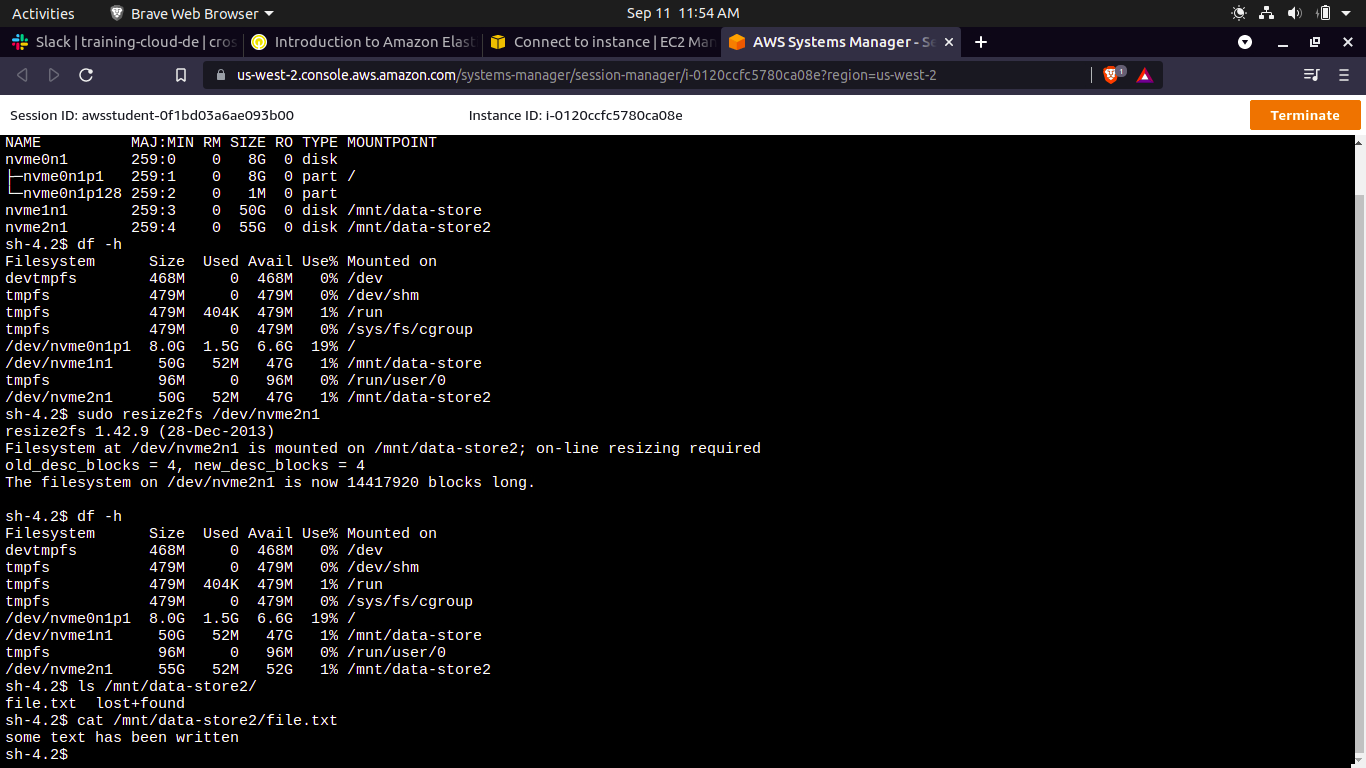 Activities Brave Web Browser Sep 11 11:54 AM
Slack | training-cloud-de | cros Introduction to Amazon Elast Connect to instance | EC2 Man AWS Systems Manager - Se
us-west-2.console.aws.amazon.com/systems-manager/session-manager/i-0120ccfc5780ca08e?region=us-west-2 1
Session ID: awsstudent-0f1bd03a6ae093b00 Instance ID: i-0120ccfc5780ca08e Terminate
NAME          MAJ:MIN RM SIZE RO TYPE MOUNTPOINT
nvme0n1       259:0    0   8G  0 disk
├─nvme0n1p1   259:1    0   8G  0 part /
└─nvme0n1p128 259:2    0   1M  0 part
nvme1n1       259:3    0  50G  0 disk /mnt/data-store
nvme2n1       259:4    0  55G  0 disk /mnt/data-store2
sh-4.2$ df -h
Filesystem      Size  Used Avail Use% Mounted on
devtmpfs        468M     0  468M   0% /dev
tmpfs           479M     0  479M   0% /dev/shm
tmpfs           479M  404K  479M   1% /run
tmpfs           479M     0  479M   0% /sys/fs/cgroup
/dev/nvme0n1p1  8.0G  1.5G  6.6G  19% /
/dev/nvme1n1     50G   52M   47G   1% /mnt/data-store
tmpfs            96M     0   96M   0% /run/user/0
/dev/nvme2n1     50G   52M   47G   1% /mnt/data-store2
sh-4.2$ sudo resize2fs /dev/nvme2n1
resize2fs 1.42.9 (28-Dec-2013)
Filesystem at /dev/nvme2n1 is mounted on /mnt/data-store2; on-line resizing required
old_desc_blocks = 4, new_desc_blocks = 4
The filesystem on /dev/nvme2n1 is now 14417920 blocks long.
sh-4.2$ df -h
Filesystem      Size  Used Avail Use% Mounted on
devtmpfs        468M     0  468M   0% /dev
tmpfs           479M     0  479M   0% /dev/shm
tmpfs           479M  404K  479M   1% /run
tmpfs           479M     0  479M   0% /sys/fs/cgroup
/dev/nvme0n1p1  8.0G  1.5G  6.6G  19% /
/dev/nvme1n1     50G   52M   47G   1% /mnt/data-store
tmpfs            96M     0   96M   0% /run/user/0
/dev/nvme2n1     55G   52M   52G   1% /mnt/data-store2
sh-4.2$ ls /mnt/data-store2/
file.txt  lost+found
sh-4.2$ cat /mnt/data-store2/file.txt
some text has been written
sh-4.2$